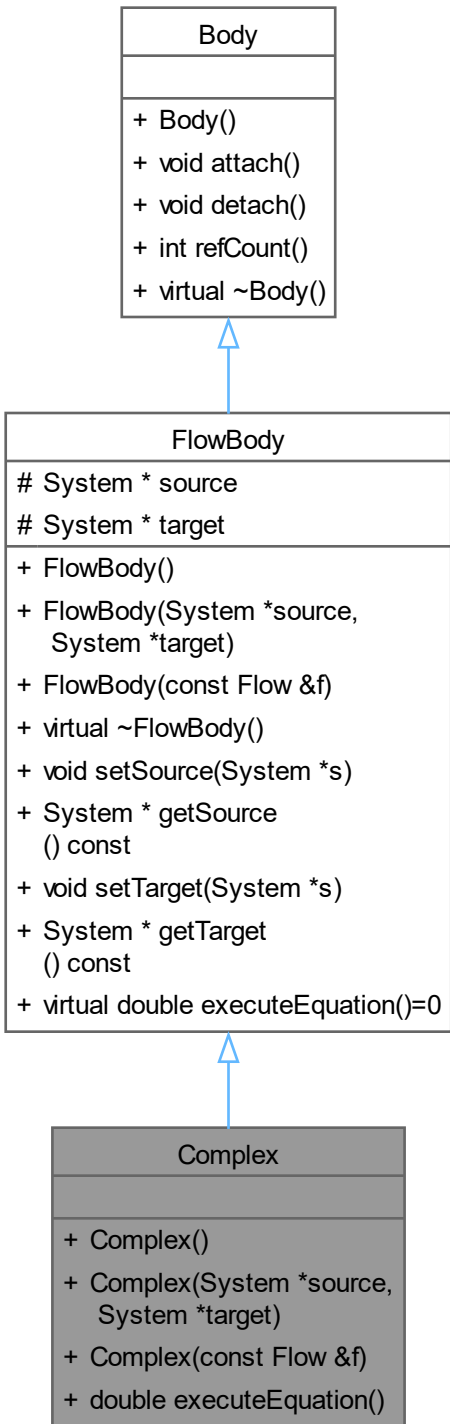 Body
+ Body()
+ void attach()
+ void detach()
+ int refCount()
+ virtual ~Body()
FlowBody
# System * source
# System * target
+ FlowBody()
+ FlowBody(System *source,
System *target)
+ FlowBody(const Flow &f)
+ virtual ~FlowBody()
+ void setSource(System *s)
+ System * getSource
() const
+ void setTarget(System *s)
+ System * getTarget
() const
+ virtual double executeEquation()=0
Complex
+ Complex()
+ Complex(System *source,
System *target)
+ Complex(const Flow &f)
+ double executeEquation()